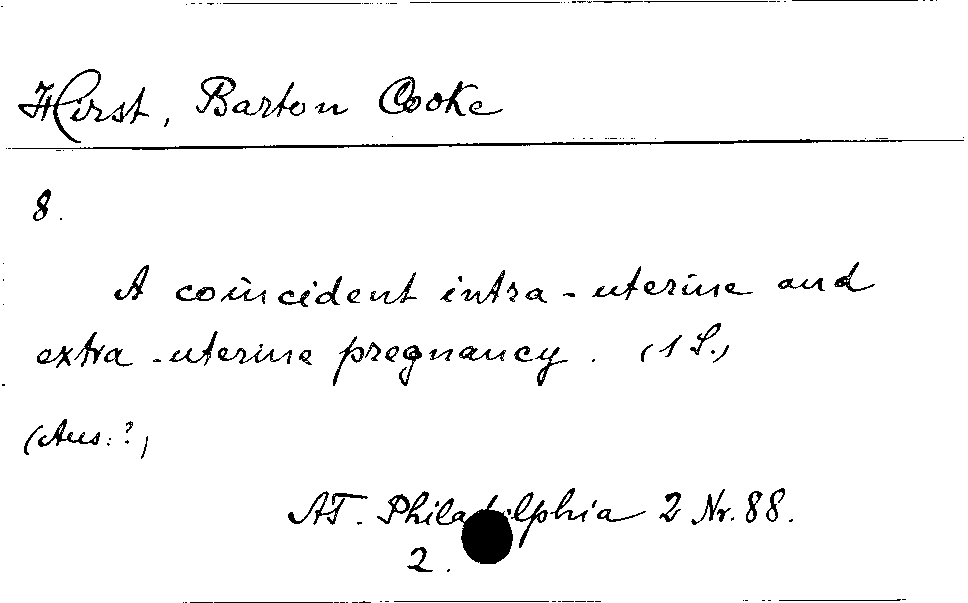 Hirst, Barton Cooke
8.
A coincident intra-uterine and
extra-uterine pregnancy. (1 S.)
(Aus: ?)
AT. Philadelphia 2 Nr. 88.
2.